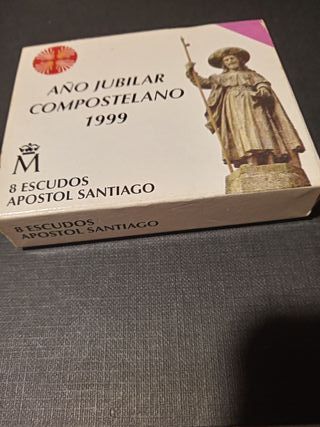 AÑO JUBILAR
COMPOSTELANO
1999
M
8 ESCUDOS
APOSTOL SANTIAGO
8 ESCUDOS
APOSTOL SANTIAGO